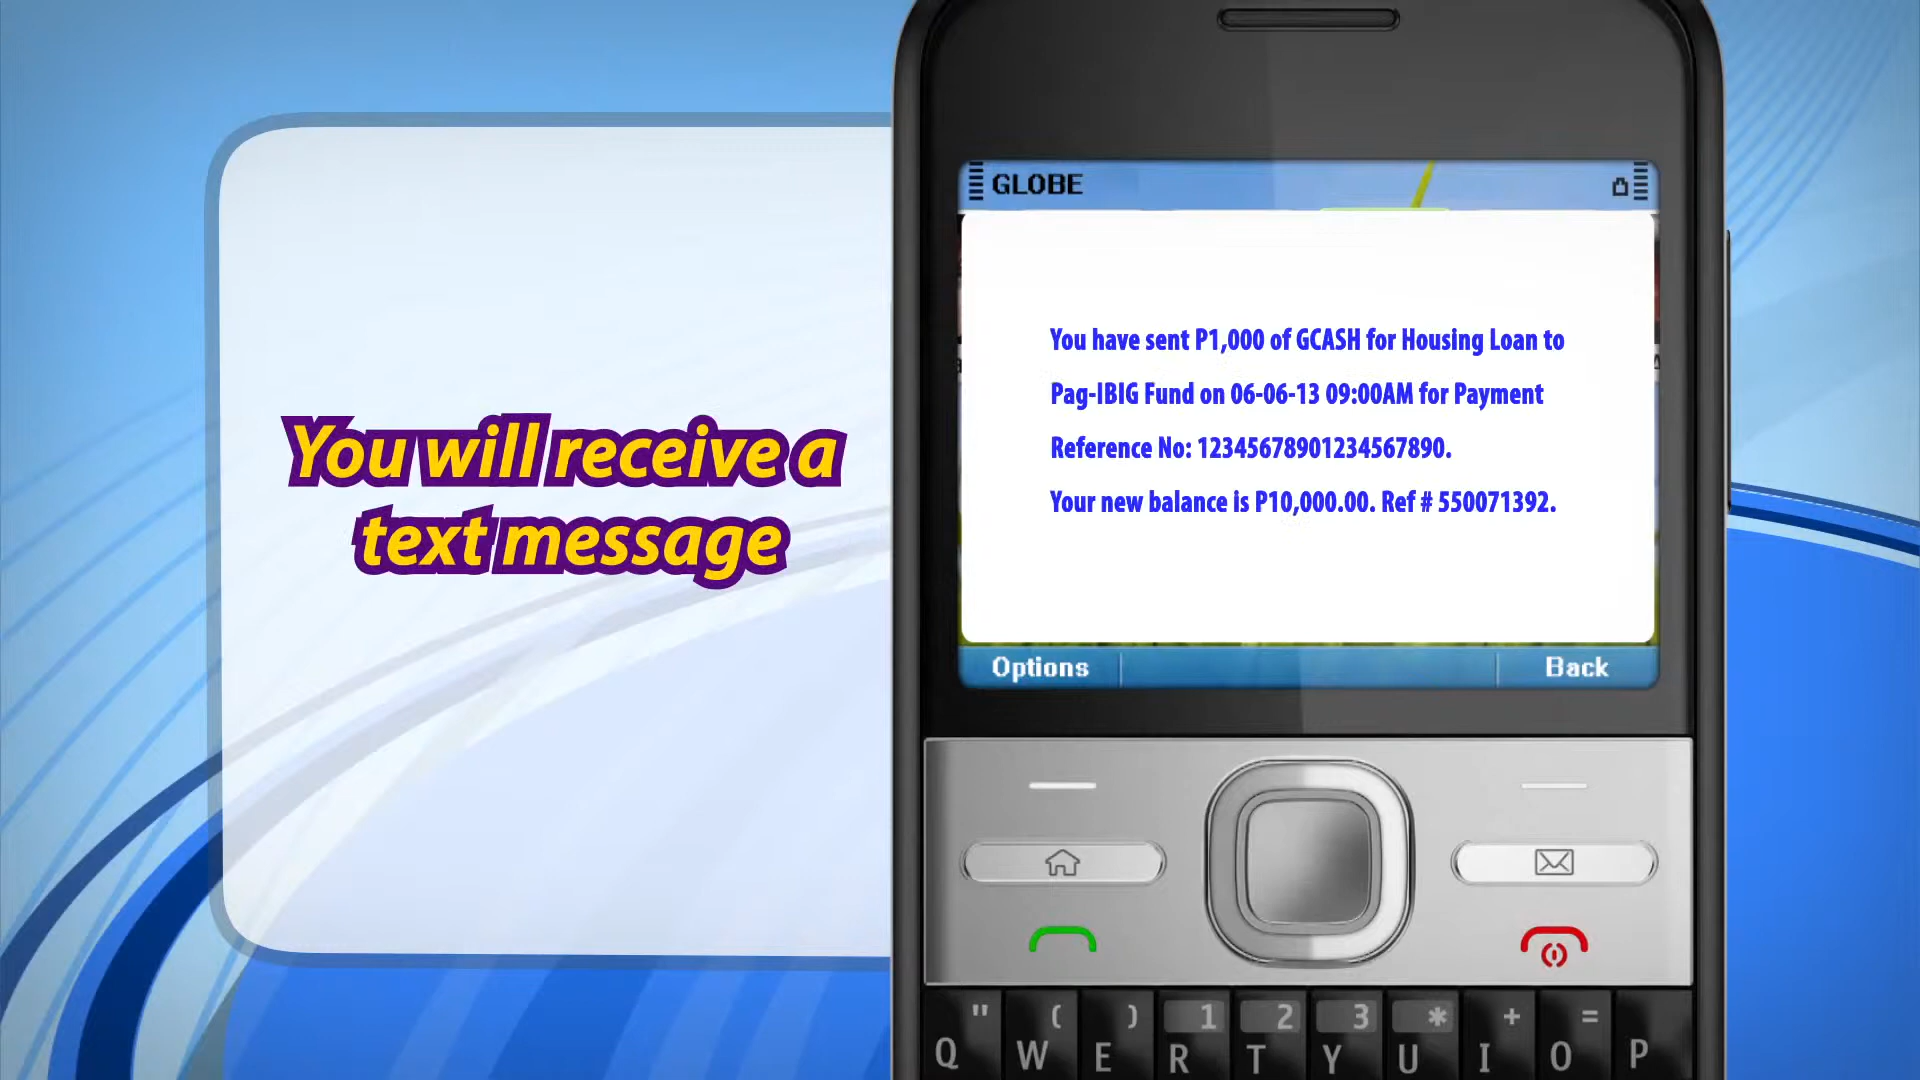 You will receive a
text message
GLOBE
You have sent P1,000 of GCASH for Housing Loan to
Pag-IBIG Fund on 06-06-13 09:00AM for Payment
Reference No: 12345678901234567890.
Your new balance is P10,000.00. Ref # 550071392.
Options Back
" ( ) 1 2 3 * + =
Q W E R T Y U I O P